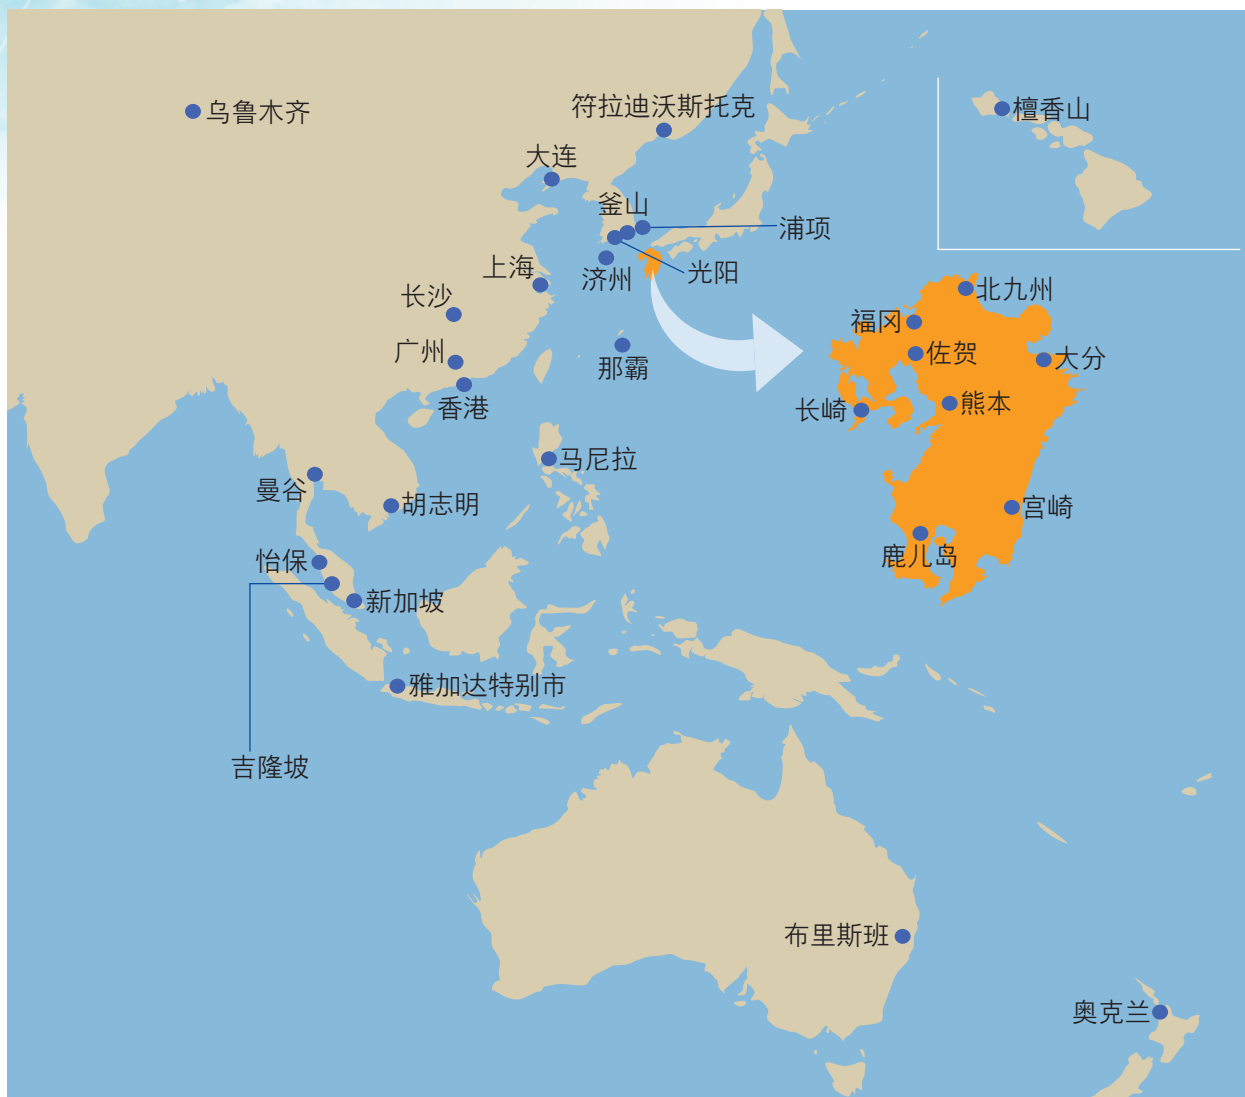 乌鲁木齐
符拉迪沃斯托克
檀香山
大连
釜山
浦项
上海
济州
光阳
北九州
长沙
福冈
广州
那霸
佐贺
大分
香港
长崎
熊本
马尼拉
曼谷
胡志明
宫崎
怡保
鹿儿岛
新加坡
雅加达特别市
吉隆坡
布里斯班
奥克兰